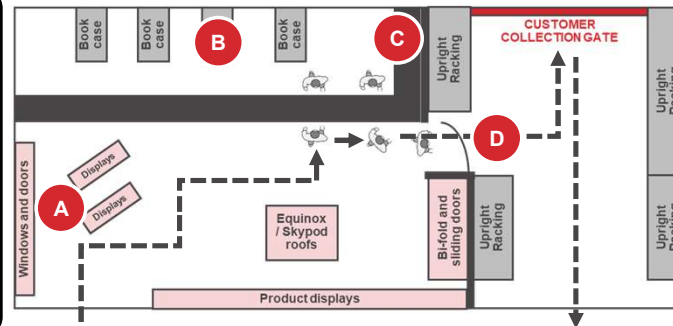 Book
case
Book
case
B
Book
case
C
Upright
Racking
CUSTOMER
COLLECTION GATE
Upright
Racking
D
Windows and doors
A
Displays
Displays
Equinox
/ Skypod
roofs
Bi-fold and
sliding doors
Upright
Racking
Upright
Racking
Product displays